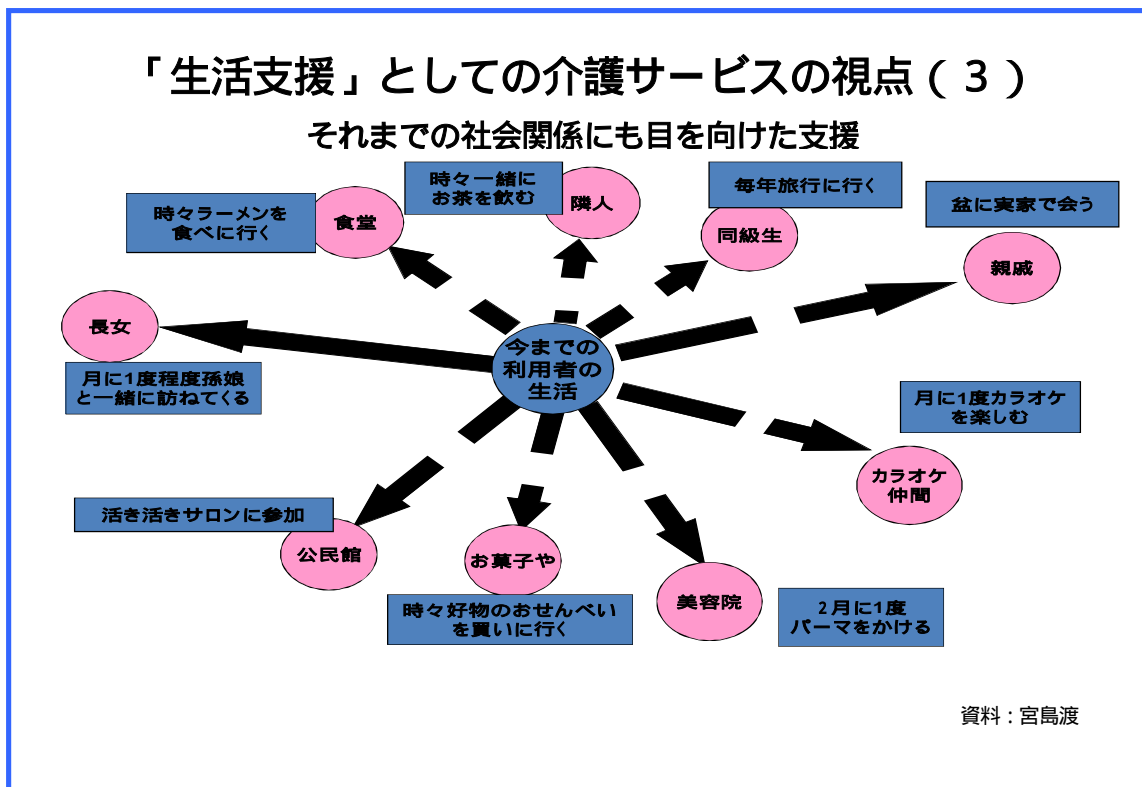 「生活支援」としての介護サービスの視点(3)
それまでの社会関係にも目を向けた支援
時々ラーメンを
食べに行く
食堂
時々一緒に
お茶を飲む
隣人
毎年旅行に行く
同級生
盆に実家で会う
親戚
長女
月に1度程度孫娘
と一緒に訪ねてくる
今までの
利用者の
生活
月に1度カラオケ
を楽しむ
カラオケ
仲間
活き活きサロンに参加
公民館
お菓子や
時々好物のおせんべい
を買いに行く
美容院
2月に1度
パーマをかける
資料:宮島渡